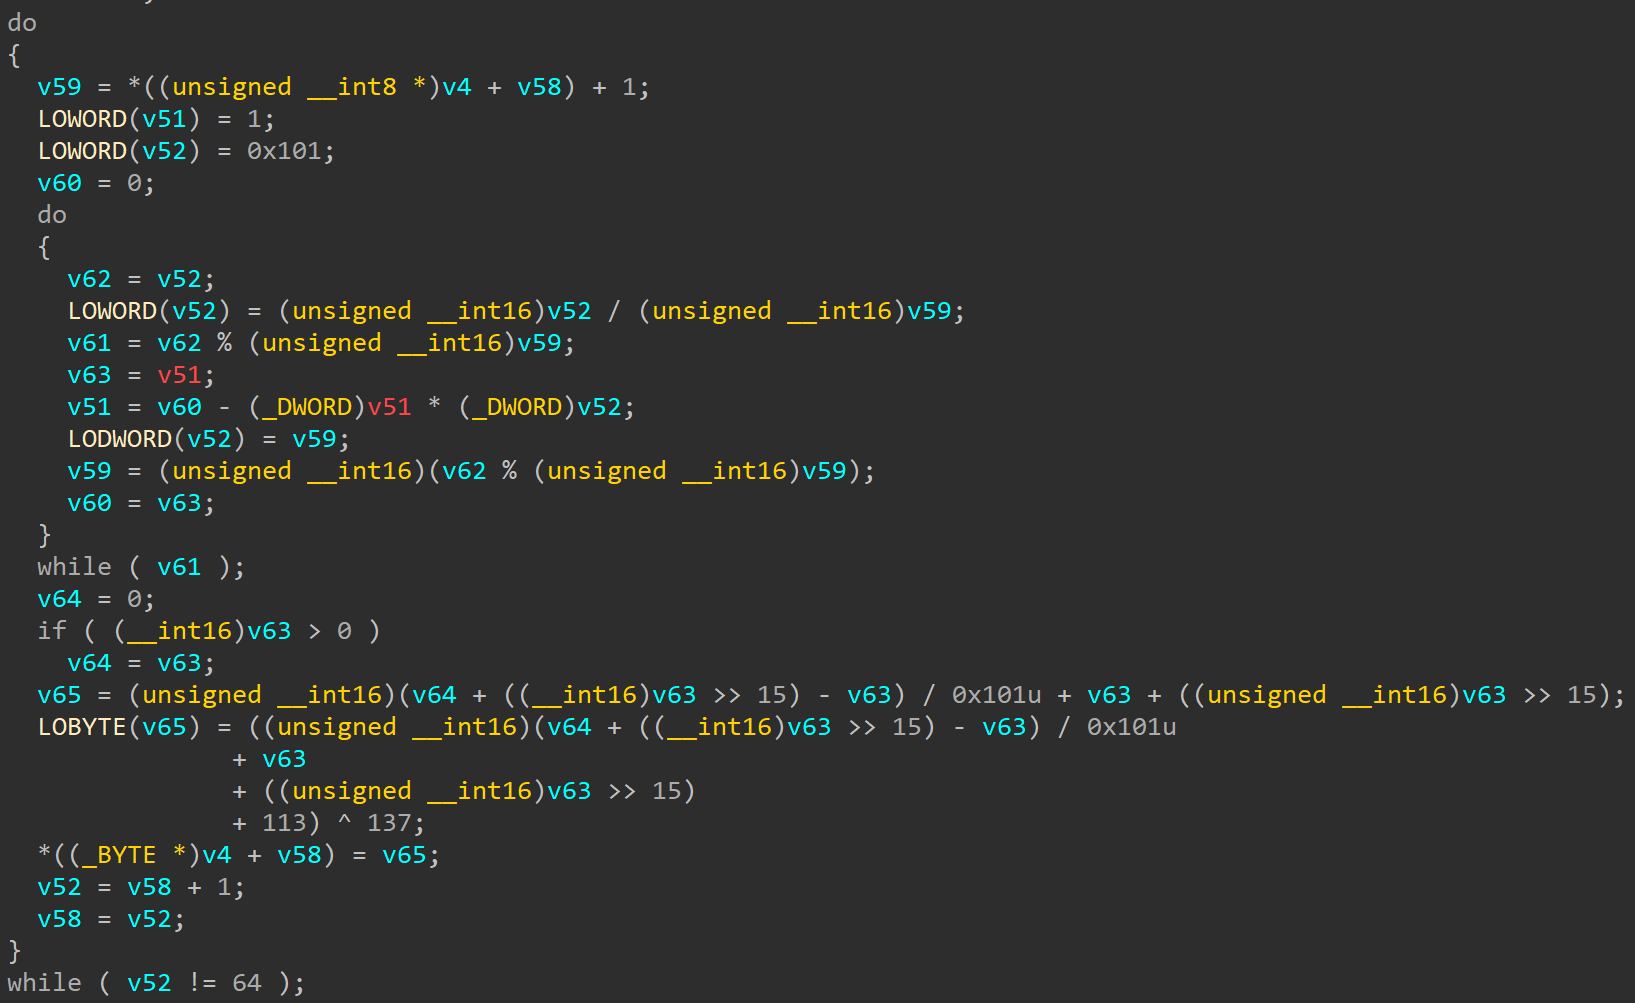 do
{
  v59 = *((unsigned __int8 *)v4 + v58) + 1;
  LOWORD(v51) = 1;
  LOWORD(v52) = 0x101;
  v60 = 0;
  do
  {
    v62 = v52;
    LOWORD(v52) = (unsigned __int16)v52 / (unsigned __int16)v59;
    v61 = v62 % (unsigned __int16)v59;
    v63 = v51;
    v51 = v60 - (_DWORD)v51 * (_DWORD)v52;
    LODWORD(v52) = v59;
    v59 = (unsigned __int16)(v62 % (unsigned __int16)v59);
    v60 = v63;
  }
  while ( v61 );
  v64 = 0;
  if ( (__int16)v63 > 0 )
    v64 = v63;
  v65 = (unsigned __int16)(v64 + ((__int16)v63 >> 15) - v63) / 0x101u + v63 + ((unsigned __int16)v63 >> 15);
  LOBYTE(v65) = ((unsigned __int16)(v64 + ((__int16)v63 >> 15) - v63) / 0x101u
               + v63
               + ((unsigned __int16)v63 >> 15)
               + 113) ^ 137;
  *((_BYTE *)v4 + v58) = v65;
  v52 = v58 + 1;
  v58 = v52;
}
while ( v52 != 64 );